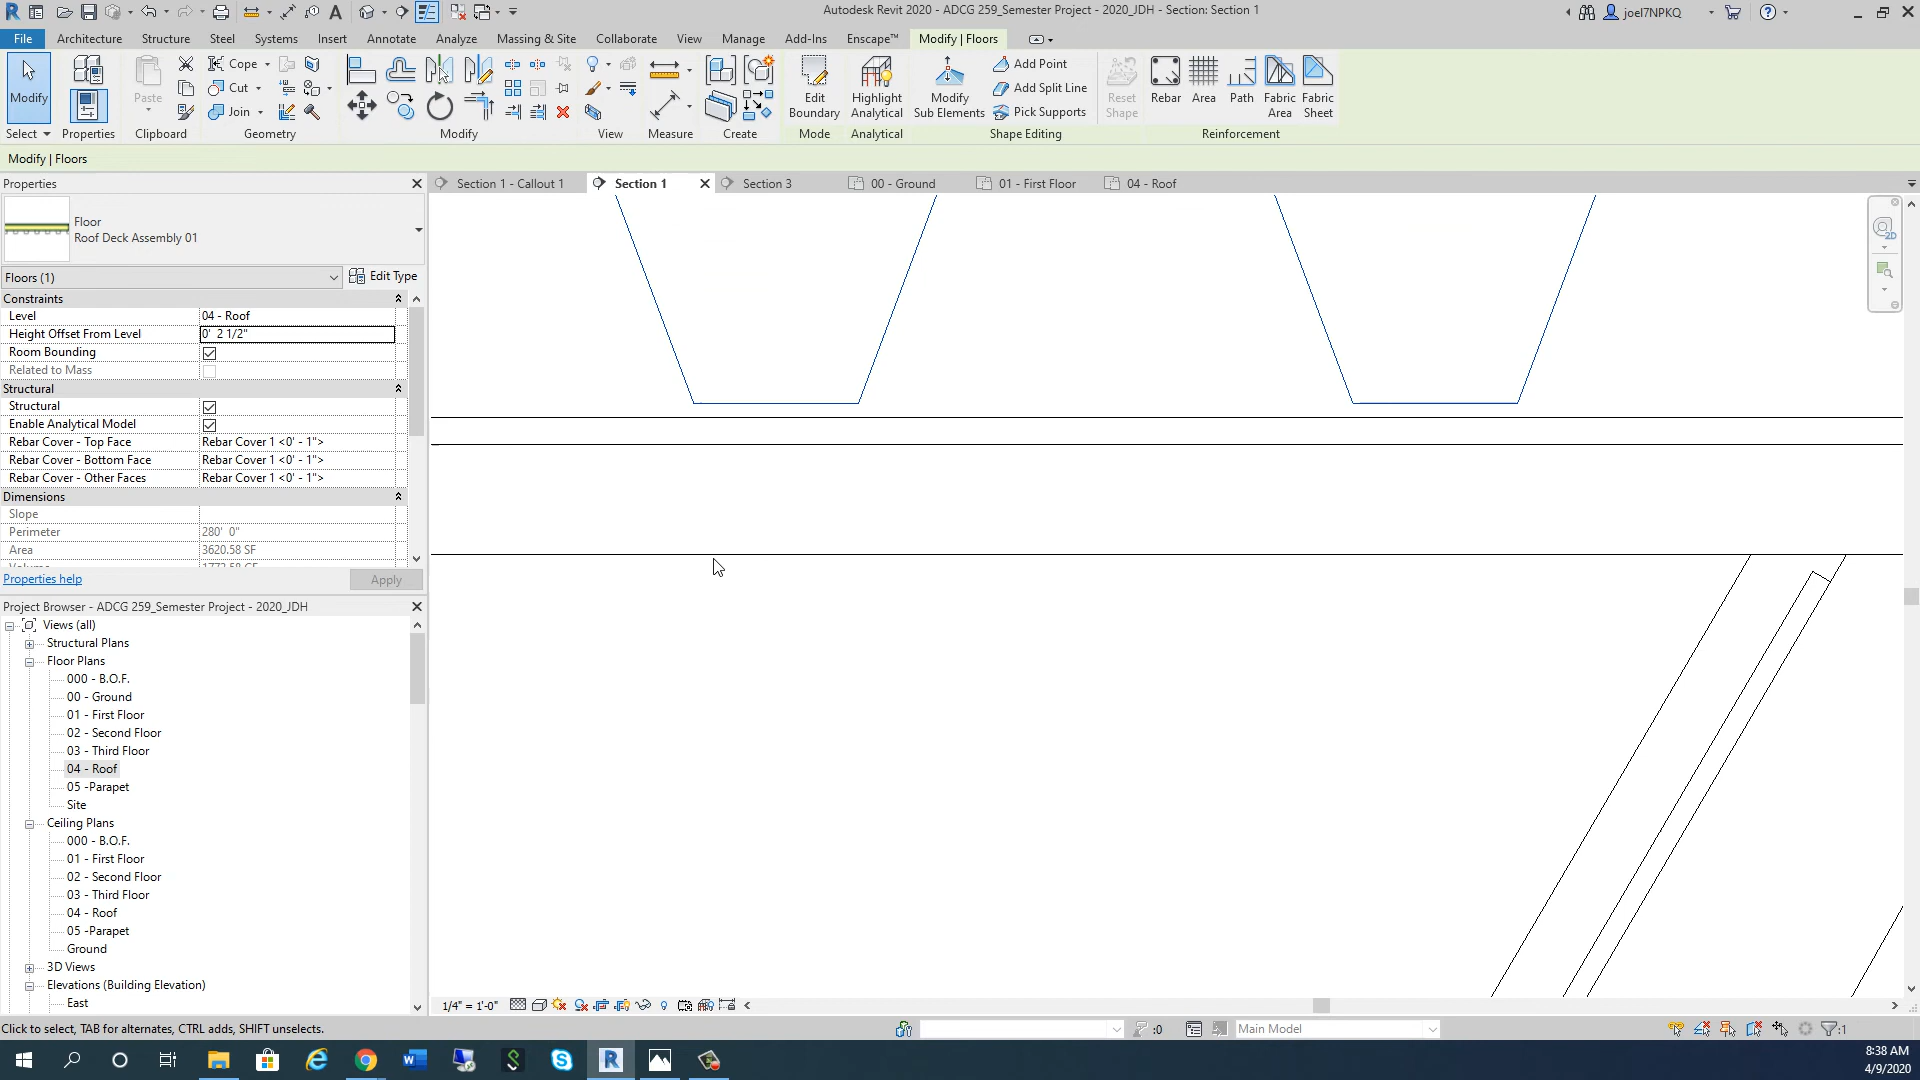 Autodesk Revit 2020 - ADCG 259_Semester Project - 2020_JDH - Section: Section 1
joel7NPKQ
File Architecture Structure Steel Systems Insert Annotate Analyze Massing & Site Collaborate View Manage Add-Ins Enscape™ Modify | Floors
Modify
Select
Properties
Paste
Clipboard
Cope
Cut
Join
Geometry
Modify
View
Measure
Create
Edit Boundary
Mode
Highlight Analytical
Analytical
Modify Sub Elements
Add Point
Add Split Line
Pick Supports
Reset Shape
Shape Editing
Rebar
Area
Path
Fabric Area
Fabric Sheet
Reinforcement
Modify | Floors
Properties
Floor
Roof Deck Assembly 01
Floors (1)
Edit Type
Constraints
Level 04 - Roof
Height Offset From Level 0' 2 1/2"
Room Bounding
Related to Mass
Structural
Structural
Enable Analytical Model
Rebar Cover - Top Face Rebar Cover 1 <0' - 1">
Rebar Cover - Bottom Face Rebar Cover 1 <0' - 1">
Rebar Cover - Other Faces Rebar Cover 1 <0' - 1">
Dimensions
Slope
Perimeter 280' 0"
Area 3620.58 SF
Properties help
Apply
Section 1 - Callout 1
Section 1
Section 3
00 - Ground
01 - First Floor
04 - Roof
2D
Project Browser - ADCG 259_Semester Project - 2020_JDH
Views (all)
Structural Plans
Floor Plans
000 - B.O.F.
00 - Ground
01 - First Floor
02 - Second Floor
03 - Third Floor
04 - Roof
05 -Parapet
Site
Ceiling Plans
000 - B.O.F.
01 - First Floor
02 - Second Floor
03 - Third Floor
04 - Roof
05 -Parapet
Ground
3D Views
Elevations (Building Elevation)
East
1/4" = 1'-0"
Click to select, TAB for alternates, CTRL adds, SHIFT unselects.
:0
Main Model
:1
8:38 AM
4/9/2020